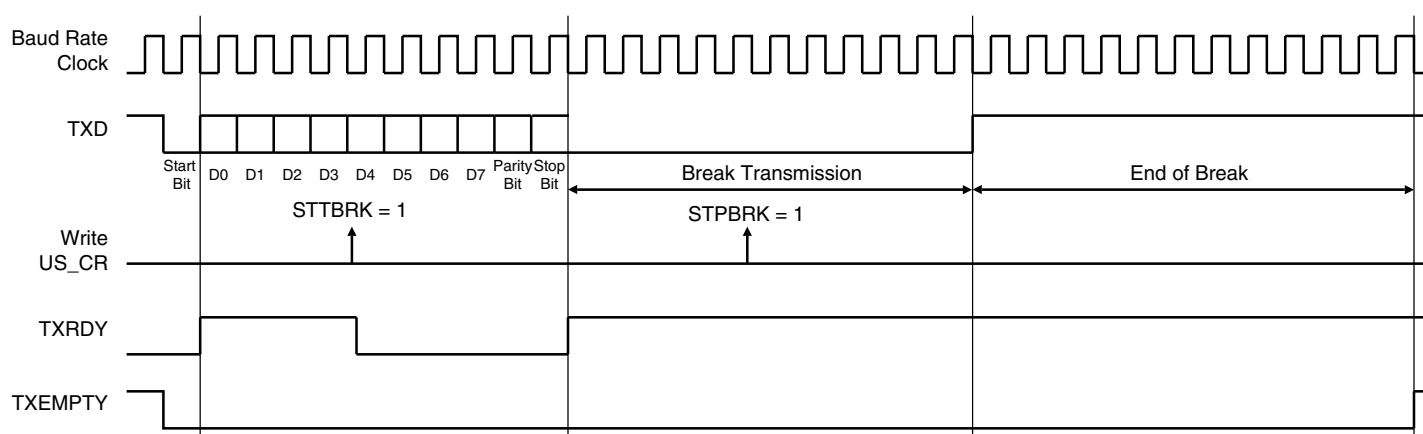 Baud Rate
Clock
TXD
Start
Bit
D0 D1 D2 D3 D4 D5 D6 D7
Parity
Bit
Stop
Bit
Break Transmission
End of Break
STTBRK = 1
STPBRK = 1
Write
US_CR
TXRDY
TXEMPTY